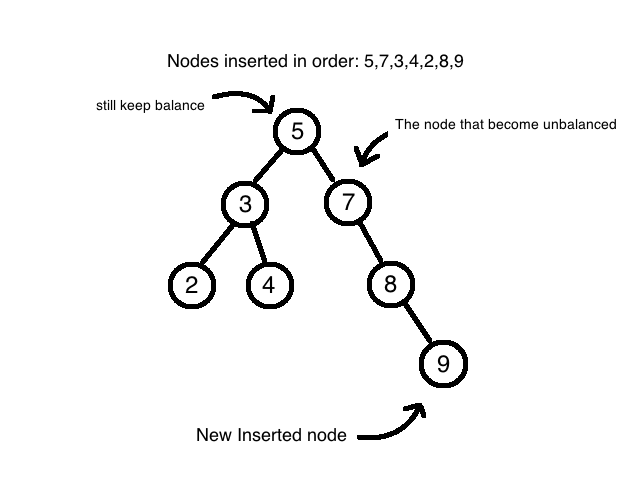 Nodes inserted in order: 5,7,3,4,2,8,9
still keep balance
The node that become unbalanced
5
3
7
2
4
8
9
New Inserted node